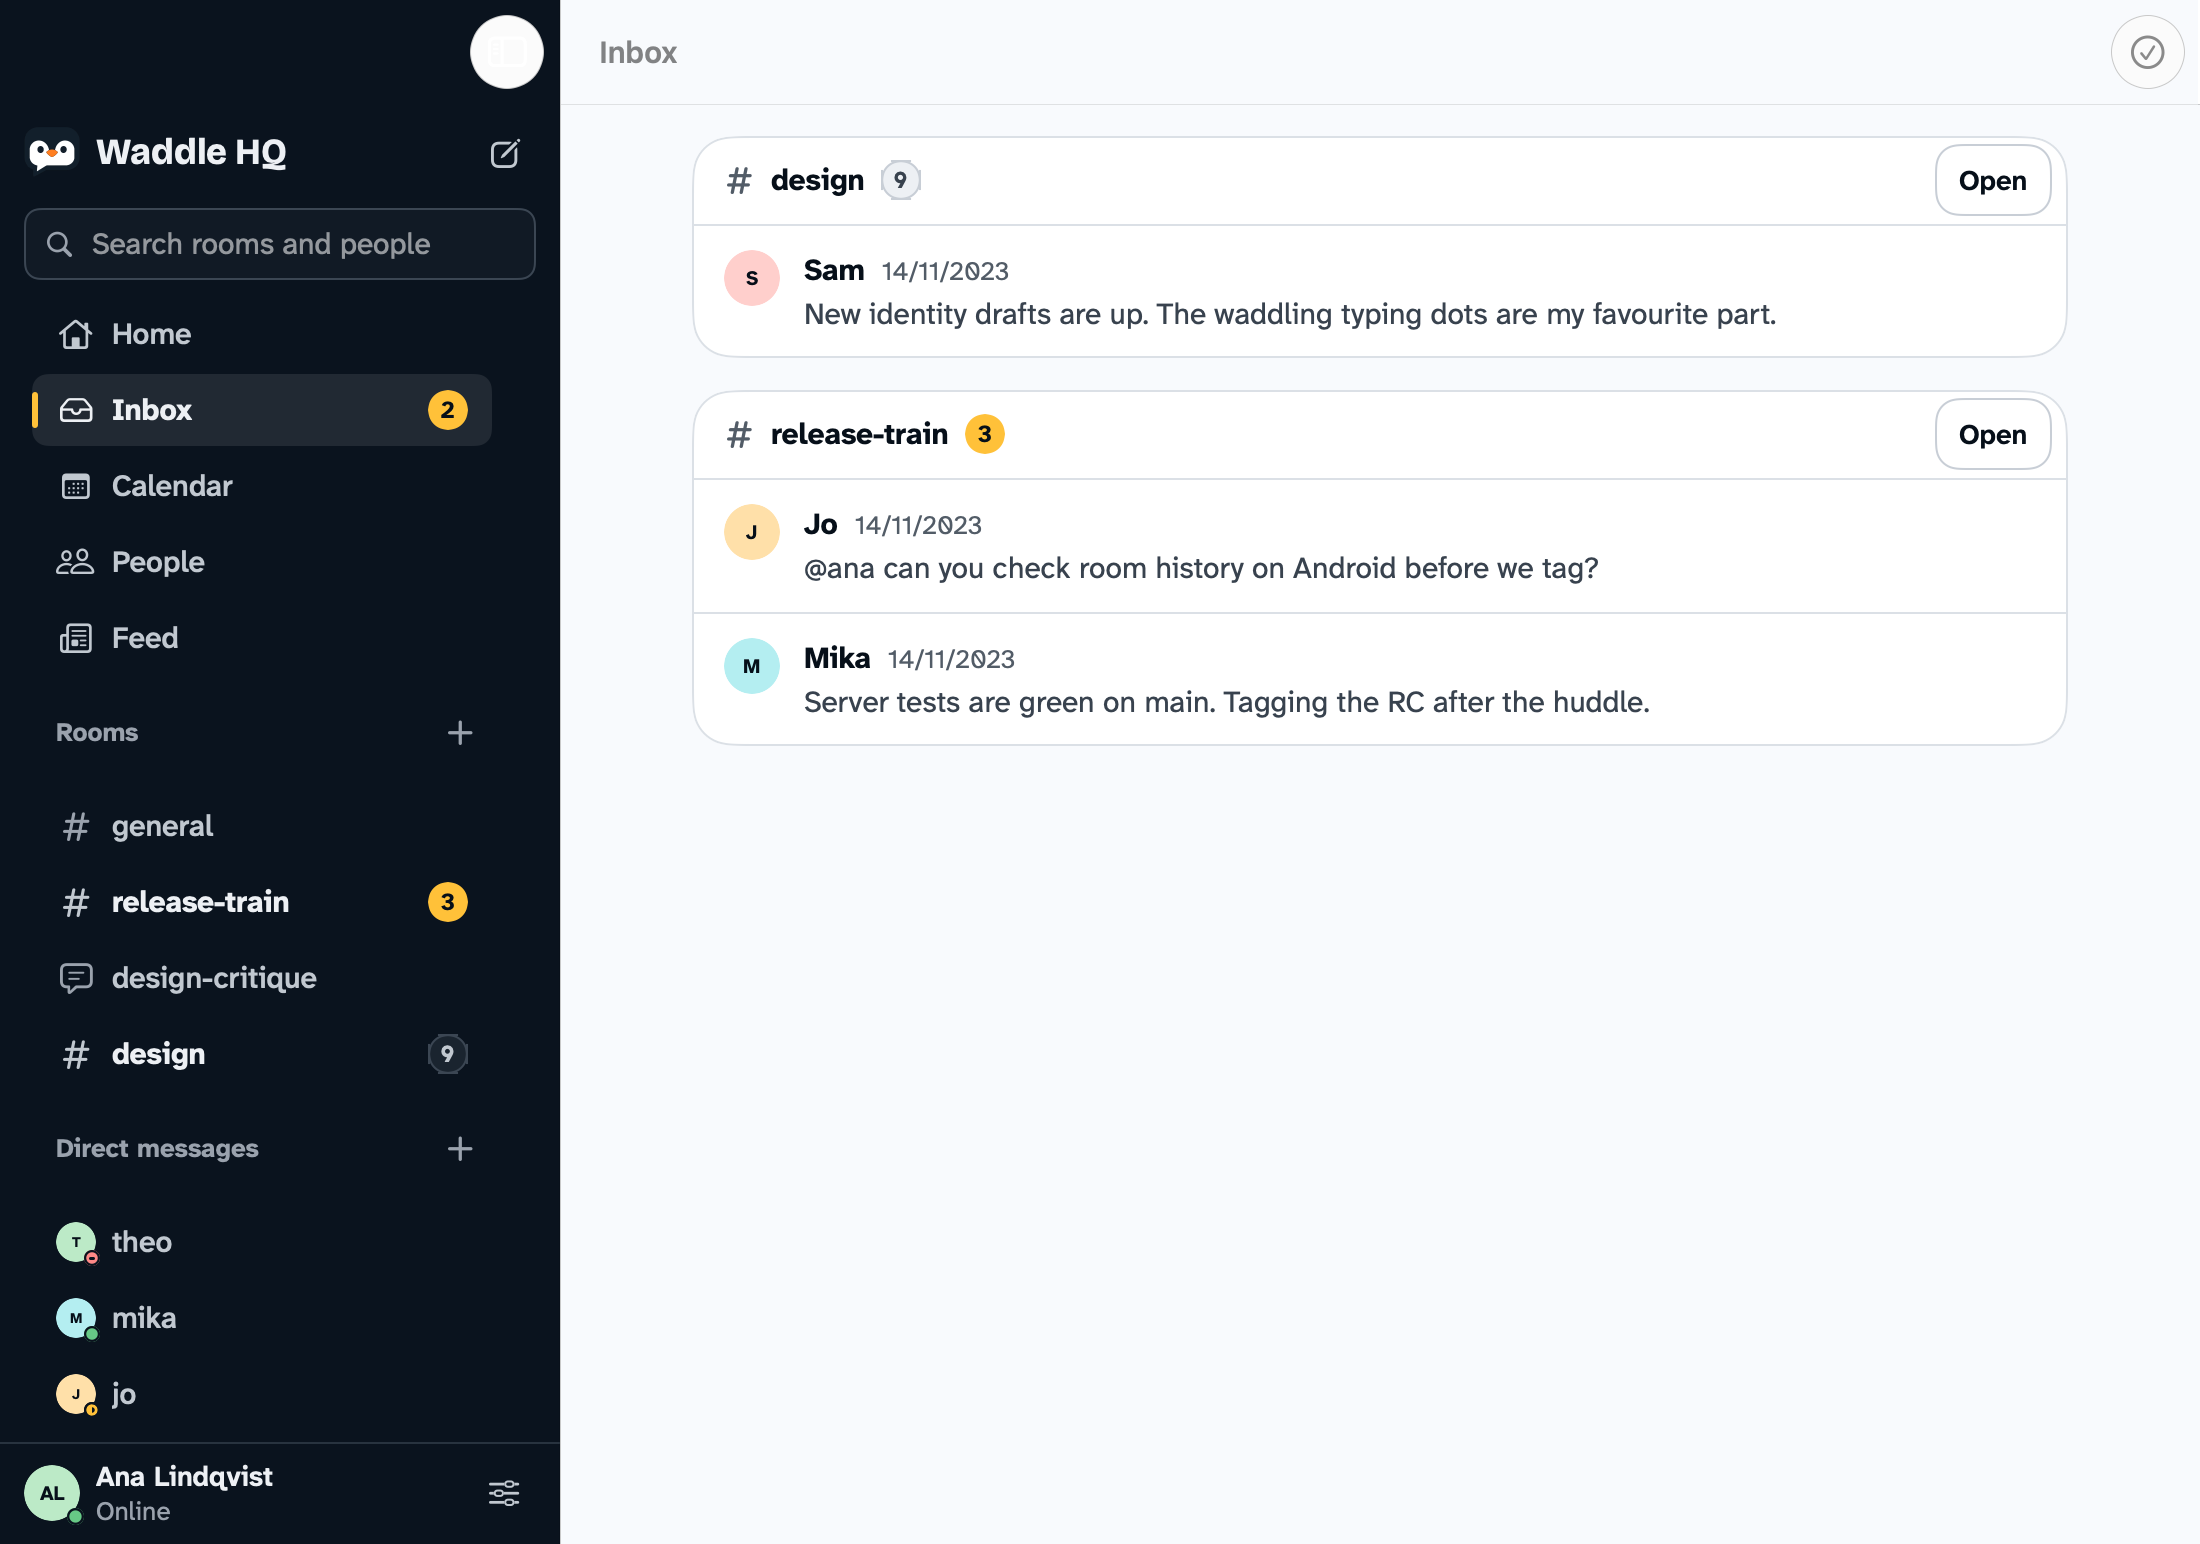 Waddle HQ
Search rooms and people
Home
Inbox 2
Calendar
People
Feed
Rooms
# general
# release-train 3
design-critique
# design 9
Direct messages
T theo
M mika
J jo
AL Ana Lindqvist
Online
Inbox
# design 9 Open
S Sam 14/11/2023
New identity drafts are up. The waddling typing dots are my favourite part.
# release-train 3 Open
J Jo 14/11/2023
@ana can you check room history on Android before we tag?
M Mika 14/11/2023
Server tests are green on main. Tagging the RC after the huddle.